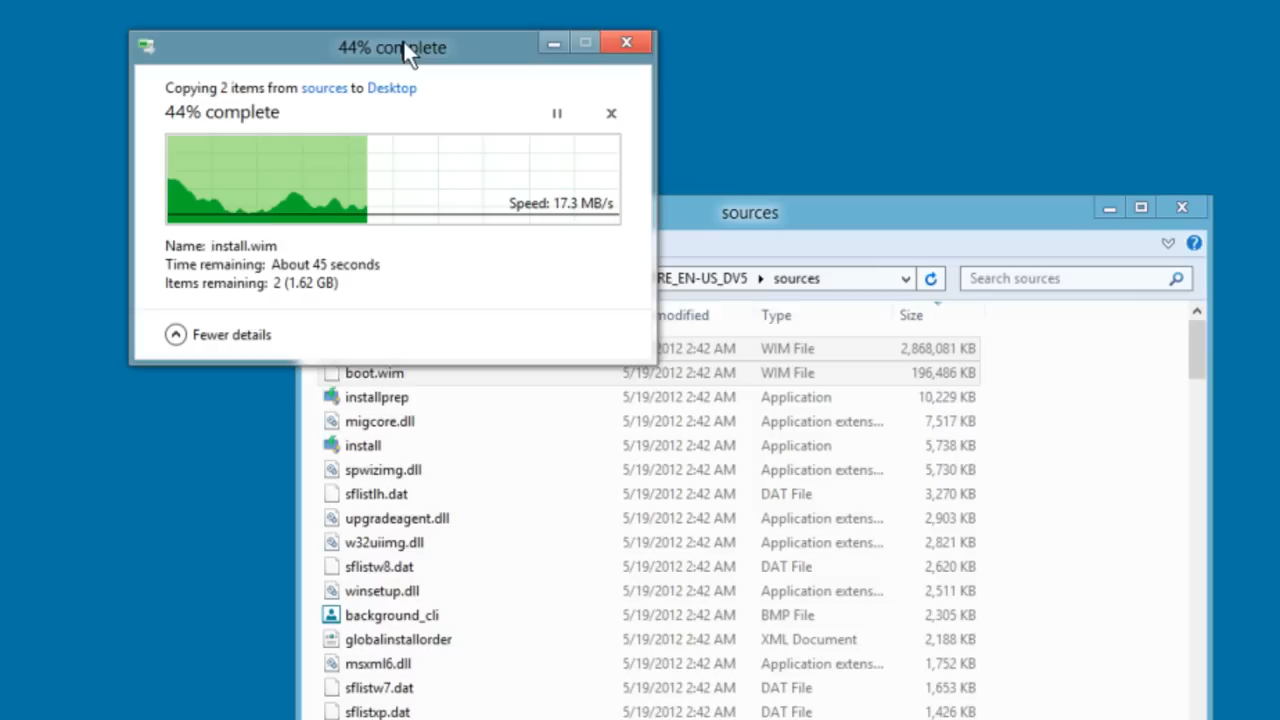 44% complete
Copying 2 items from sources to Desktop
44% complete
Speed: 17.3 MB/s
Name: install.wim
Time remaining: About 45 seconds
Items remaining: 2 (1.62 GB)
Fewer details
sources
RE_EN-US_DV5 sources Search sources
modified Type Size
2:42 AM WIM File 2,868,081 KB
boot.wim 5/19/2012 2:42 AM WIM File 196,486 KB
installprep 5/19/2012 2:42 AM Application 10,229 KB
migcore.dll 5/19/2012 2:42 AM Application extens... 7,517 KB
install 5/19/2012 2:42 AM Application 5,738 KB
spwizimg.dll 5/19/2012 2:42 AM Application extens... 5,730 KB
sflistlh.dat 5/19/2012 2:42 AM DAT File 3,270 KB
upgradeagent.dll 5/19/2012 2:42 AM Application extens... 2,903 KB
w32uiimg.dll 5/19/2012 2:42 AM Application extens... 2,821 KB
sflistw8.dat 5/19/2012 2:42 AM DAT File 2,620 KB
winsetup.dll 5/19/2012 2:42 AM Application extens... 2,511 KB
background_cli 5/19/2012 2:42 AM BMP File 2,305 KB
globalinstallorder 5/19/2012 2:42 AM XML Document 2,188 KB
msxml6.dll 5/19/2012 2:42 AM Application extens... 1,752 KB
sflistw7.dat 5/19/2012 2:42 AM DAT File 1,653 KB
sflistxp.dat 5/19/2012 2:42 AM DAT File 1,426 KB